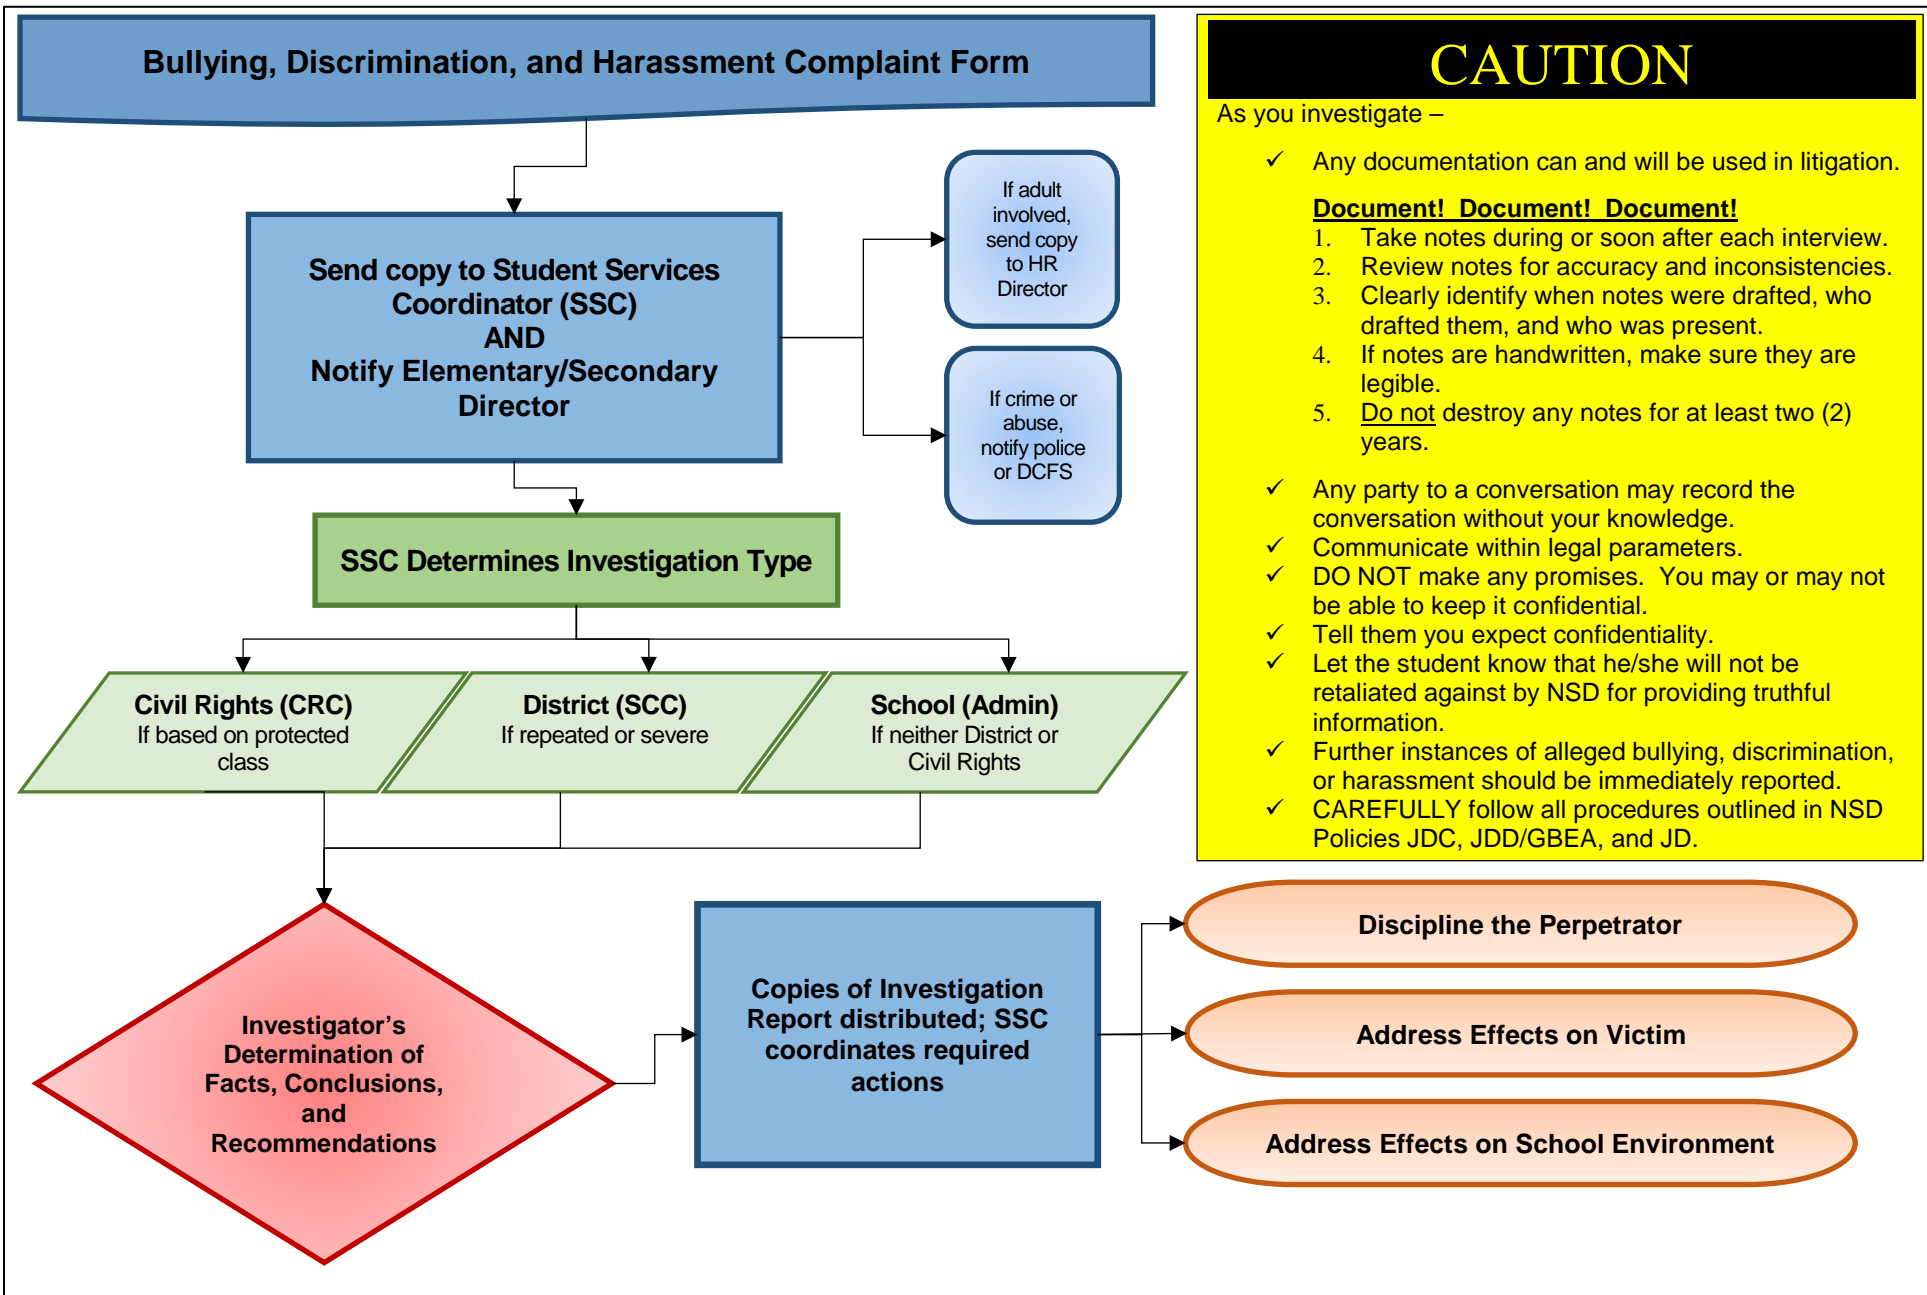 Bullying, Discrimination, and Harassment Complaint Form
Send copy to Student Services
Coordinator (SSC)
AND
Notify Elementary/Secondary
Director
If adult
involved,
send copy
to HR
Director
If crime or
abuse,
notify police
or DCFS
SSC Determines Investigation Type
Civil Rights (CRC)
If based on protected
class
District (SCC)
If repeated or severe
School (Admin)
If neither District or
Civil Rights
Investigator’s
Determination of
Facts, Conclusions,
and
Recommendations
Copies of Investigation
Report distributed; SSC
coordinates required
actions
Discipline the Perpetrator
Address Effects on Victim
Address Effects on School Environment
CAUTION
As you investigate –
✓ Any documentation can and will be used in litigation.
Document!  Document!  Document!
1. Take notes during or soon after each interview.
2. Review notes for accuracy and inconsistencies.
3. Clearly identify when notes were drafted, who
drafted them, and who was present.
4. If notes are handwritten, make sure they are
legible.
5. Do not destroy any notes for at least two (2)
years.
✓ Any party to a conversation may record the
conversation without your knowledge.
✓ Communicate within legal parameters.
✓ DO NOT make any promises.  You may or may not
be able to keep it confidential.
✓ Tell them you expect confidentiality.
✓ Let the student know that he/she will not be
retaliated against by NSD for providing truthful
information.
✓ Further instances of alleged bullying, discrimination,
or harassment should be immediately reported.
✓ CAREFULLY follow all procedures outlined in NSD
Policies JDC, JDD/GBEA, and JD.